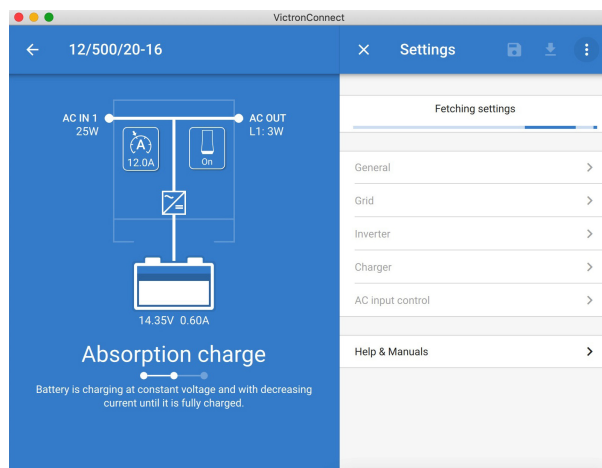 VictronConnect
12/500/20-16
Settings
AC IN 1
25W
AC OUT
L1: 3W
A
12.0A
On
14.35V 0.60A
Absorption charge
Battery is charging at constant voltage and with decreasing
current until it is fully charged.
Fetching settings
General
Grid
Inverter
Charger
AC input control
Help & Manuals